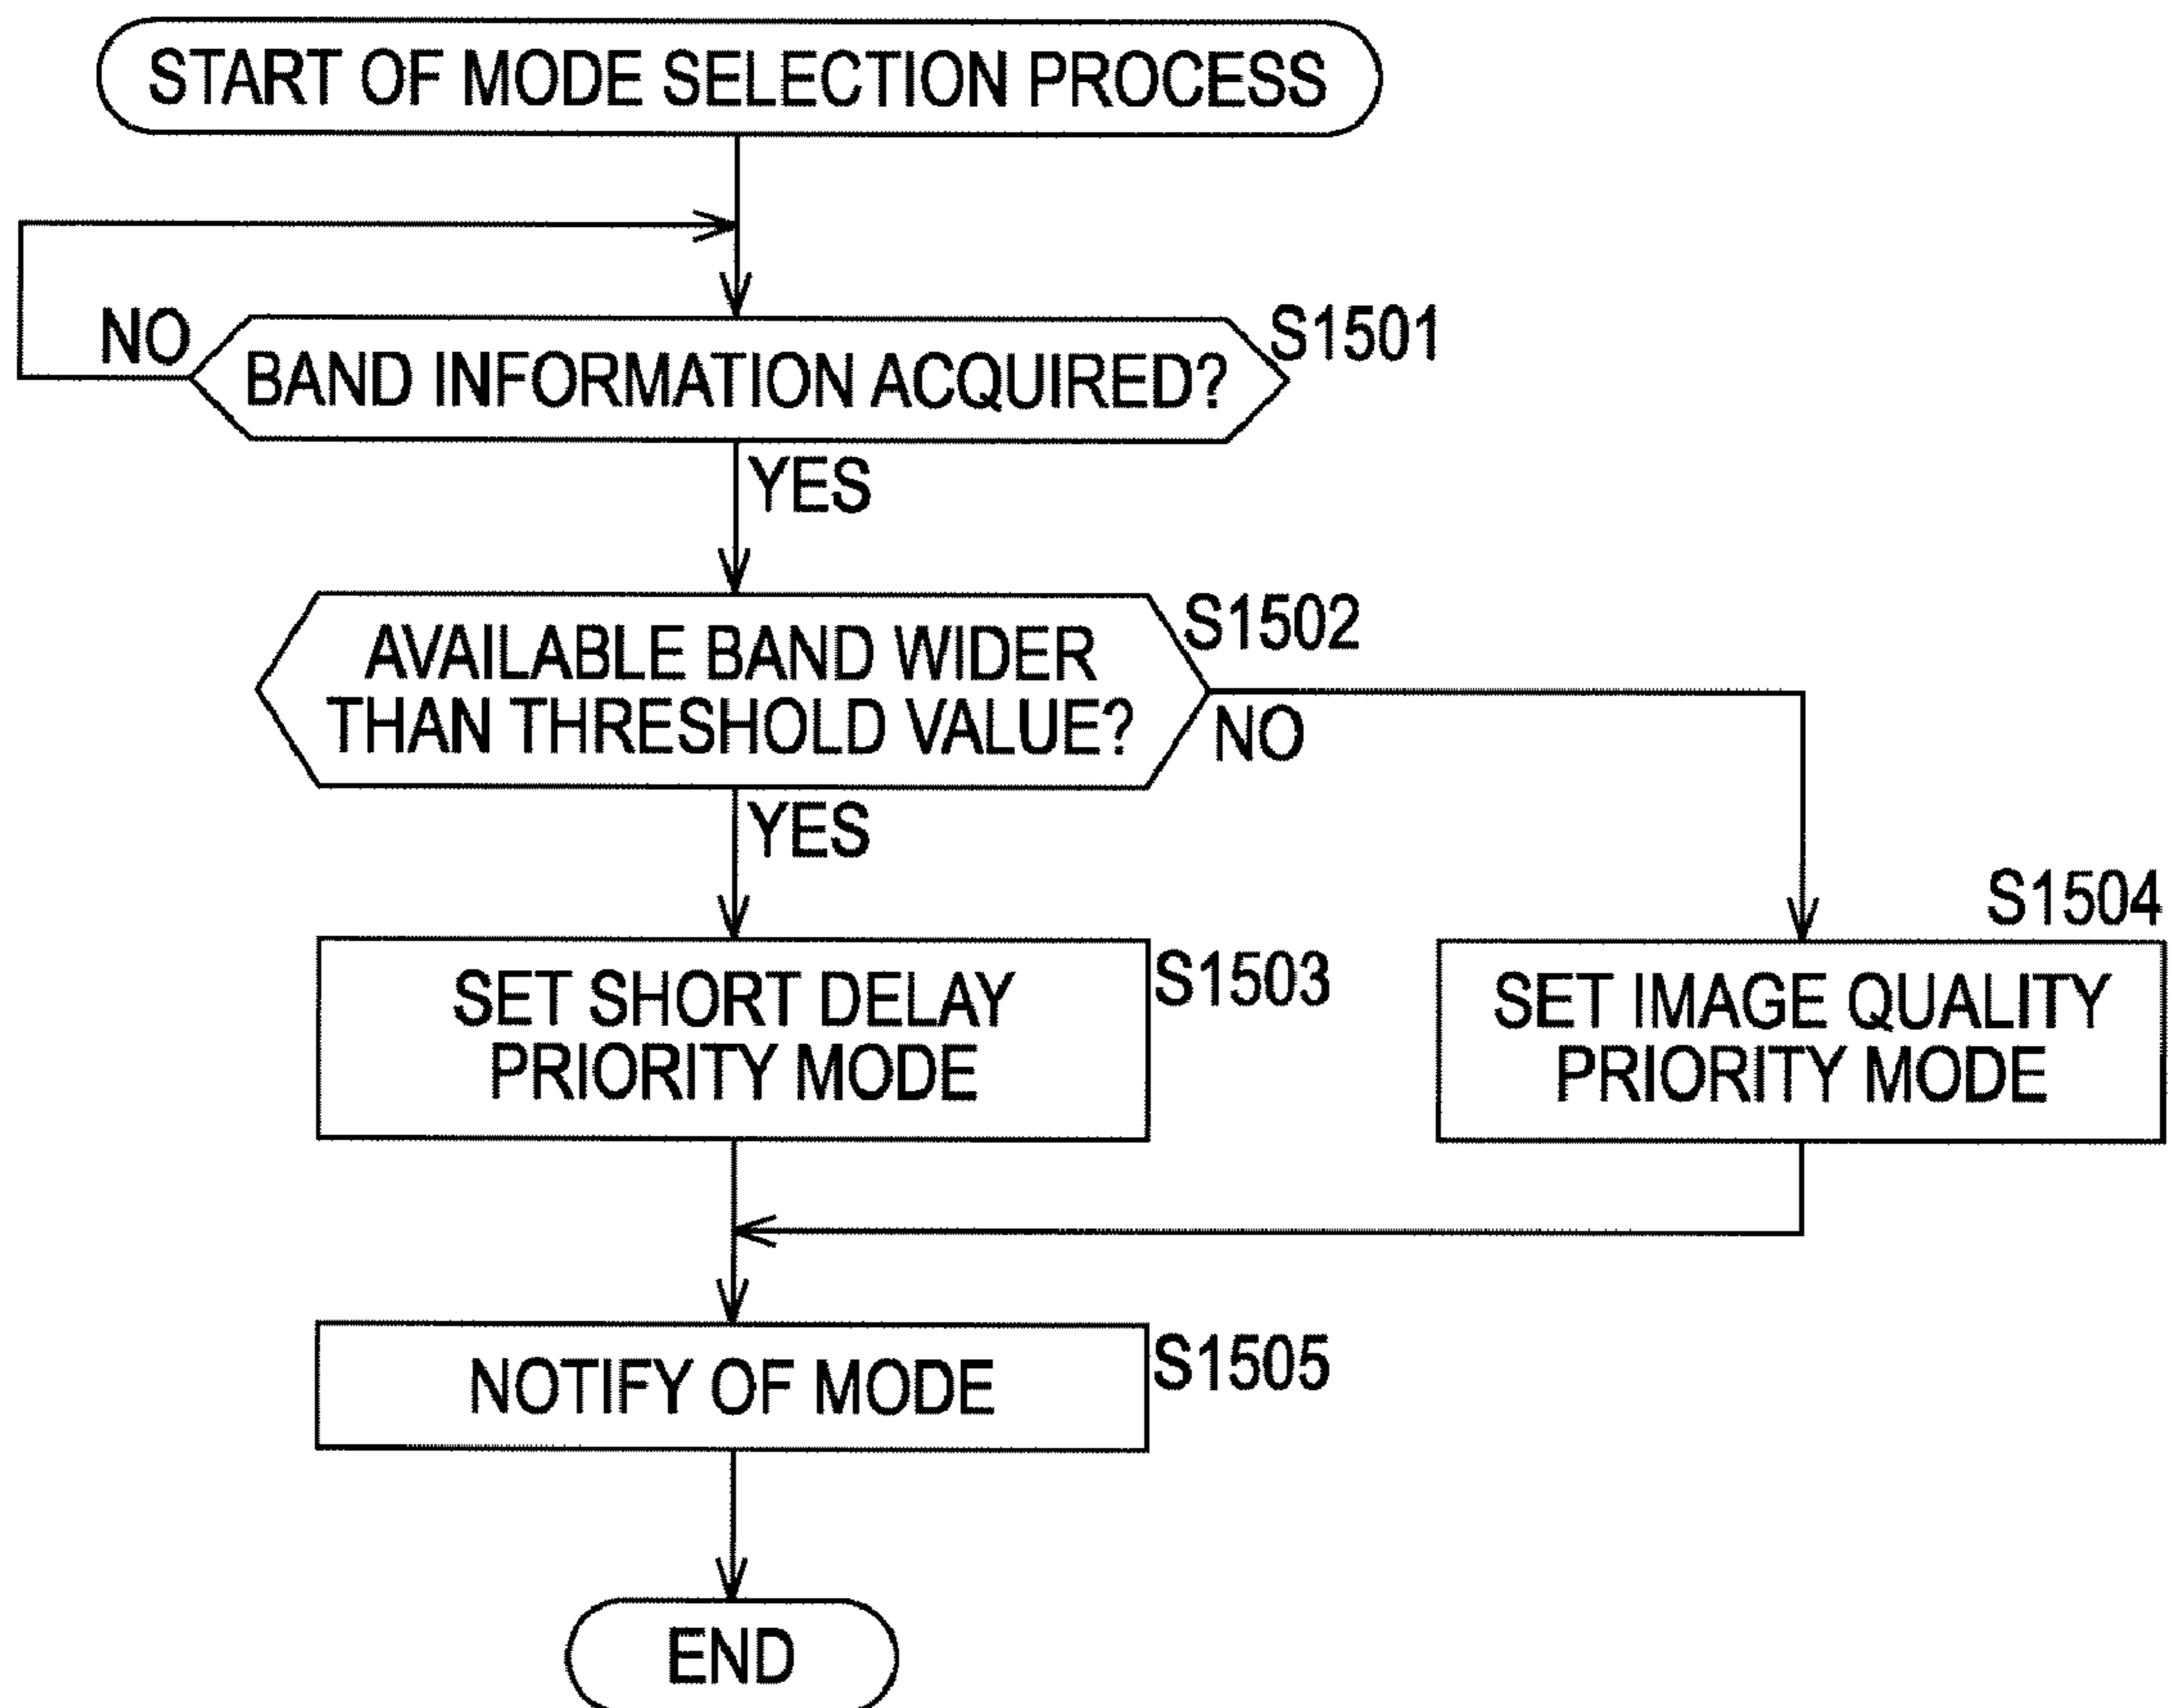 START OF MODE SELECTION PROCESS
NO
BAND INFORMATION ACQUIRED?
S1501
YES
AVAILABLE BAND WIDER
THAN THRESHOLD VALUE?
S1502
NO
YES
SET SHORT DELAY
PRIORITY MODE
S1503
S1504
SET IMAGE QUALITY
PRIORITY MODE
NOTIFY OF MODE
S1505
END